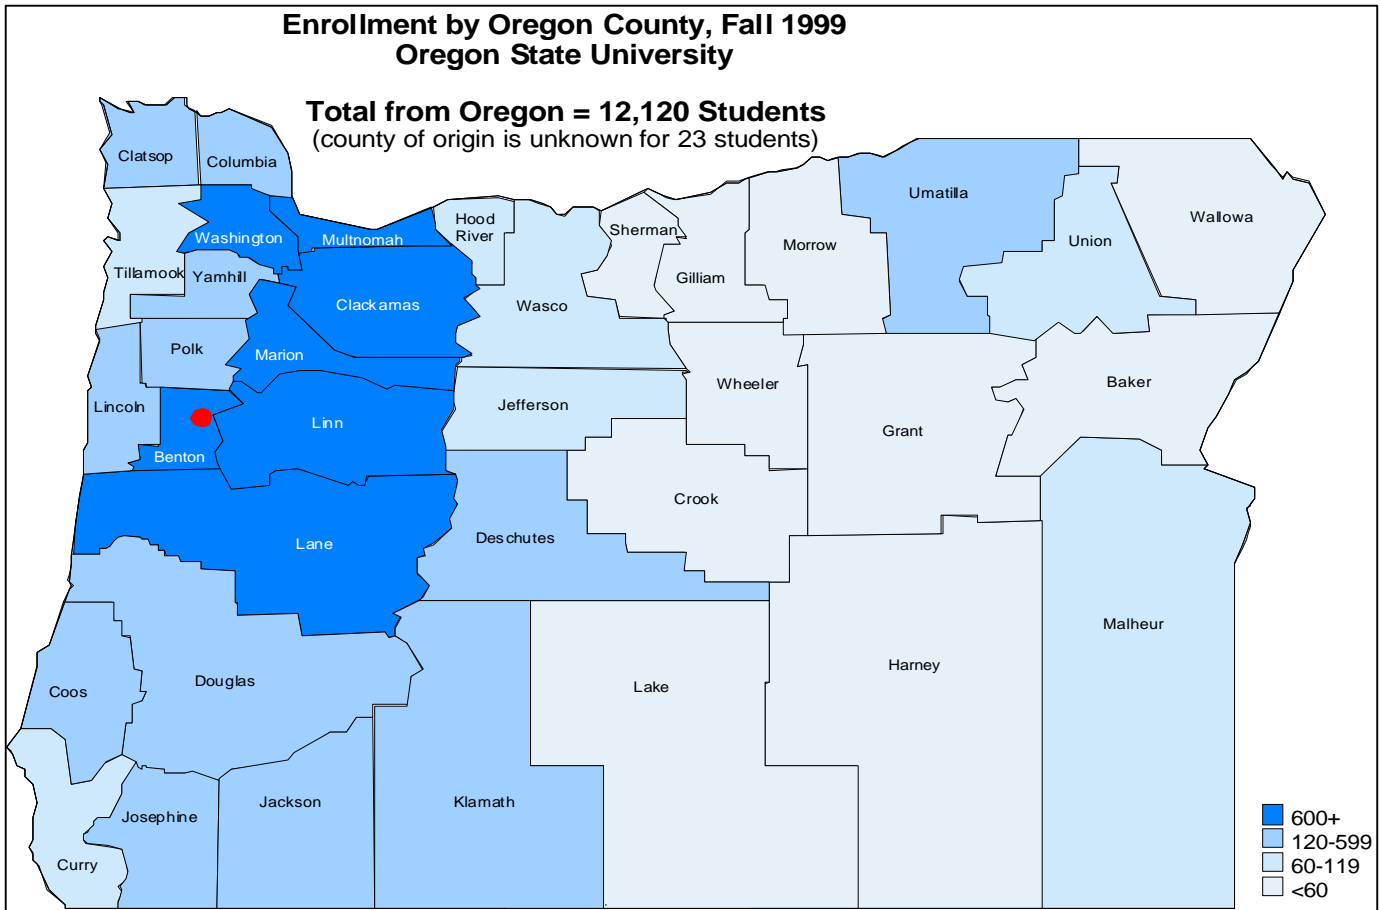 Enrollment by Oregon County, Fall 1999
Oregon State University
Total from Oregon = 12,120 Students
(county of origin is unknown for 23 students)
Clatsop
Columbia
Umatilla
Wallowa
Hood
River
Sherman
Washington
Multnomah
Morrow
Union
Tillamook
Yamhill
Gilliam
Clackamas
Wasco
Polk
Marion
Wheeler
Baker
Lincoln
Jefferson
Linn
Grant
Benton
Crook
Lane
Deschutes
Malheur
Harney
Douglas
Lake
Coos
Klamath
Jackson
Josephine
Curry
600+
120-599
60-119
<60